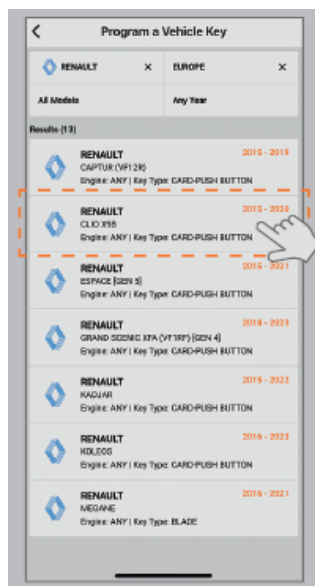 Program a Vehicle Key
RENAULT × EUROPE ×
All Models Any Year
Results (13)
RENAULT 2015 - 2019
CAPTUR (VF12R)
Engine: ANY | Key Type: CARD-PUSH BUTTON
RENAULT 2015 - 2020
CLIO X98
Engine: ANY | Key Type: CARD-PUSH BUTTON
RENAULT 2015 - 2021
ESPACE [GEN 5]
Engine: ANY | Key Type: CARD-PUSH BUTTON
RENAULT 2018 - 2023
GRAND SCENIC XFA (VF1RF) [GEN 4]
Engine: ANY | Key Type: CARD-PUSH BUTTON
RENAULT 2015 - 2022
KADJAR
Engine: ANY | Key Type: CARD-PUSH BUTTON
RENAULT 2016 - 2023
KOLEOS
Engine: ANY | Key Type: CARD-PUSH BUTTON
RENAULT 2016 - 2021
MEGANE
Engine: ANY | Key Type: BLADE